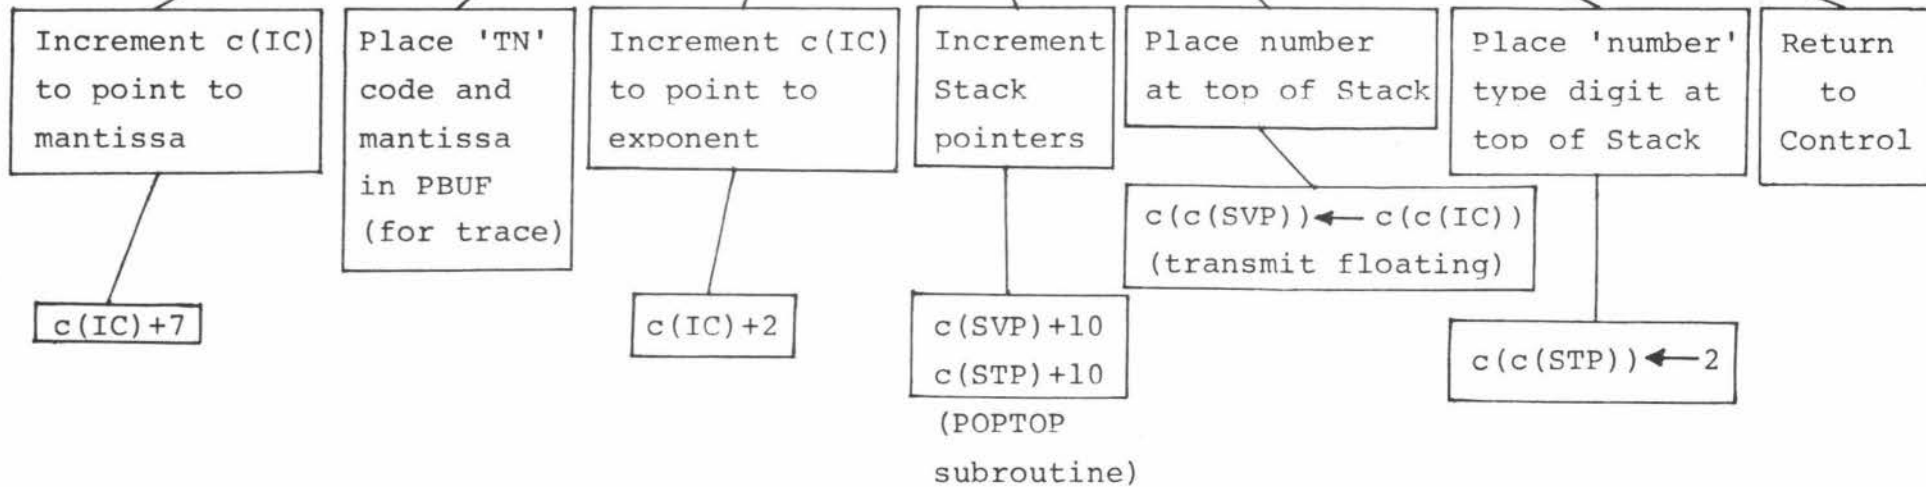 Increment c(IC)
to point to
mantissa
Place 'TN'
code and
mantissa
in PBUF
(for trace)
Increment c(IC)
to point to
exponent
Increment
Stack
pointers
Place number
at top of Stack
Place 'number'
type digit at
top of Stack
Return
to
Control
c(c(SVP)) ← c(c(IC))
(transmit floating)
c(IC)+7
c(IC)+2
c(SVP)+10
c(STP)+10
(POPTOP
subroutine)
c(c(STP)) ← 2